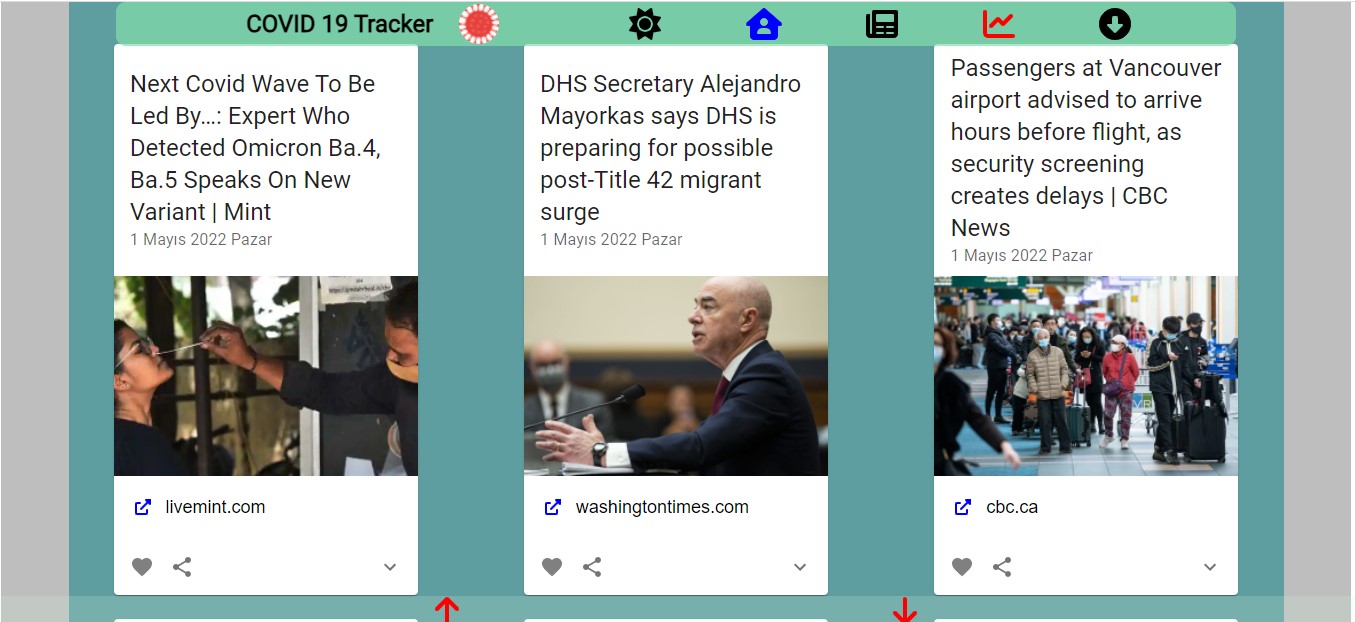 COVID 19 Tracker
Next Covid Wave To Be
Led By...: Expert Who
Detected Omicron Ba.4,
Ba.5 Speaks On New
Variant | Mint
1 Mayıs 2022 Pazar
livemint.com
DHS Secretary Alejandro
Mayorkas says DHS is
preparing for possible
post-Title 42 migrant
surge
1 Mayıs 2022 Pazar
washingtontimes.com
Passengers at Vancouver
airport advised to arrive
hours before flight, as
security screening
creates delays | CBC
News
1 Mayıs 2022 Pazar
cbc.ca